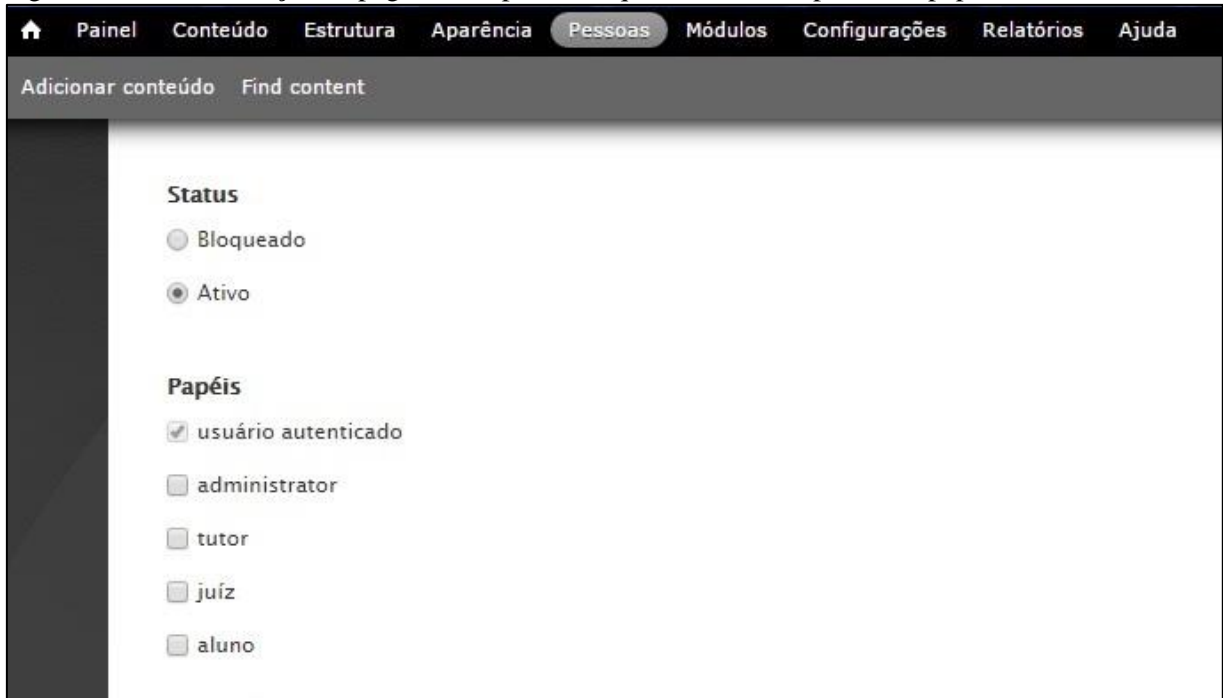 Painel Conteúdo Estrutura Aparência Pessoas Módulos Configurações Relatórios Ajuda
Adicionar conteúdo Find content
Status
Bloqueado
Ativo
Papéis
usuário autenticado
administrator
tutor
juíz
aluno